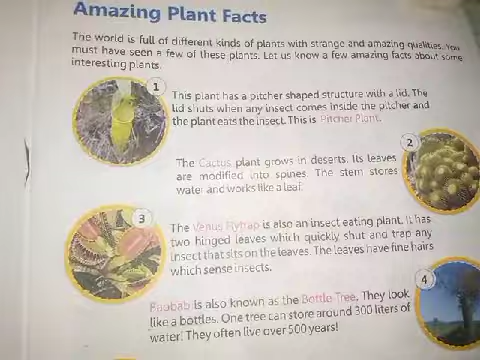 Amazing Plant Facts
The world is full of different kinds of plants with strange and amazing qualities. You
must have seen a few of these plants. Let us know a few amazing facts about some
interesting plants.
1
This plant has a pitcher shaped structure with a lid. The
lid shuts when any insect comes inside the pitcher and
the plant eats the insect. This is Pitcher Plant.
2
The Cactus plant grows in deserts. Its leaves
are modified into spines. The stem stores
water and works like a leaf.
3
The Venus Flytrap is also an insect eating plant. It has
two hinged leaves which quickly shut and trap any
insect that sits on the leaves. The leaves have fine hairs
which sense insects.
4
Baobab is also known as the Bottle Tree. They look
like a bottles. One tree can store around 300 liters of
water. They often live over 500 years!